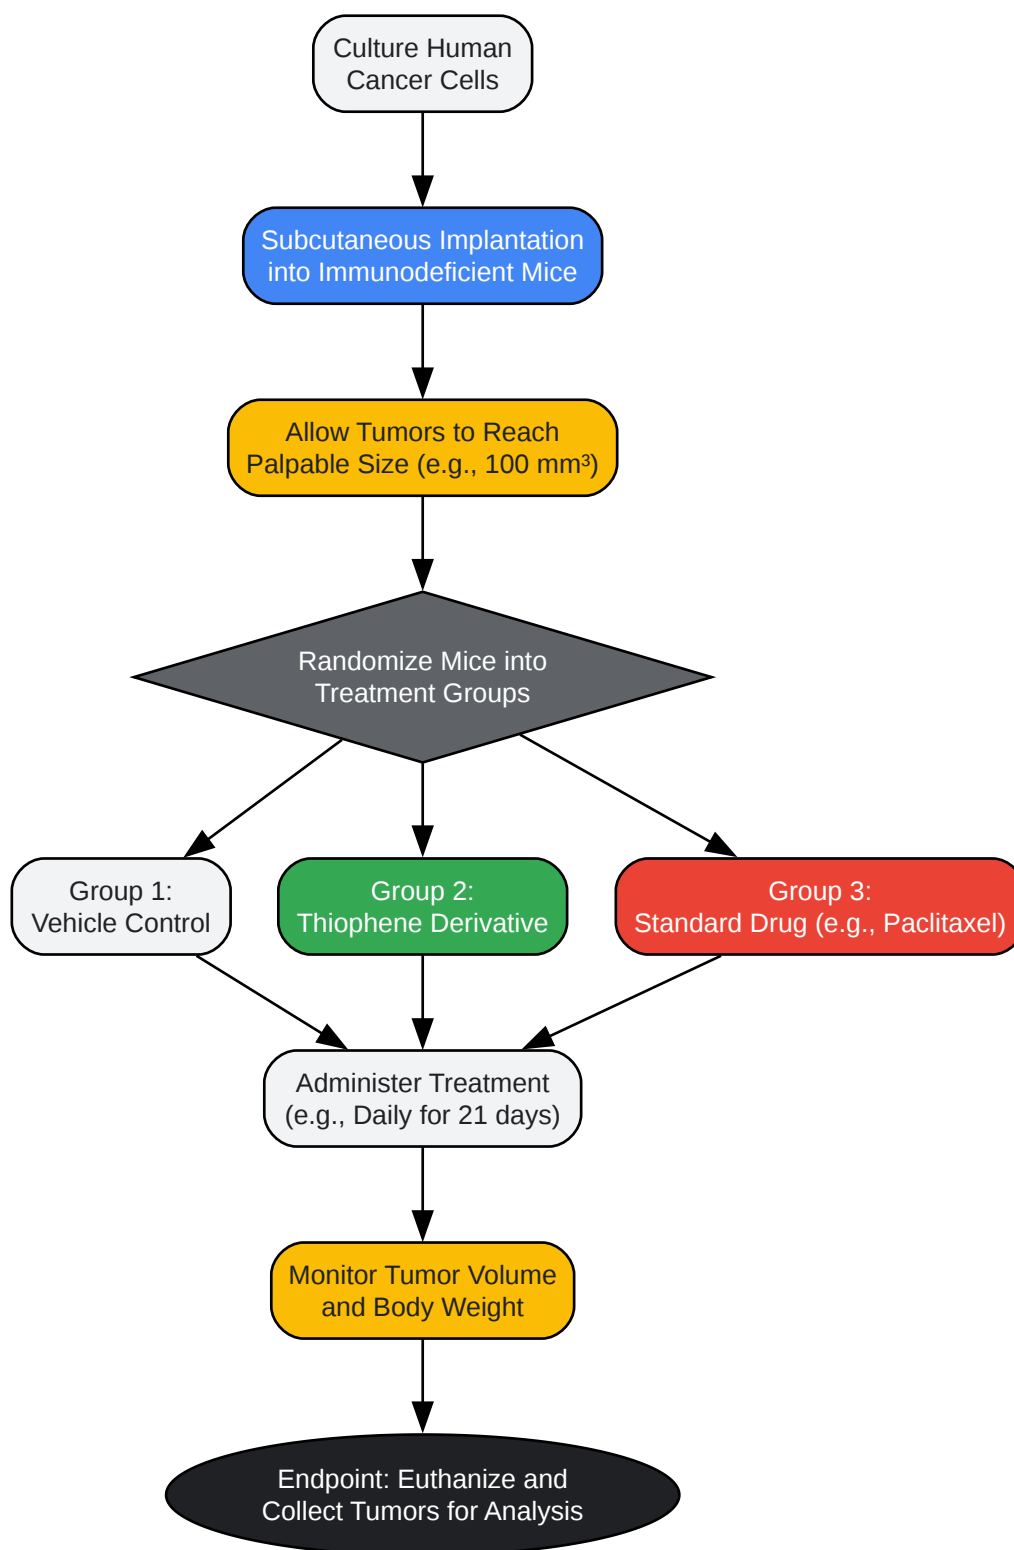 Culture Human
Cancer Cells
Subcutaneous Implantation
into Immunodeficient Mice
Allow Tumors to Reach
Palpable Size (e.g., 100 mm³)
Randomize Mice into
Treatment Groups
Group 1:
Vehicle Control
Group 2:
Thiophene Derivative
Group 3:
Standard Drug (e.g., Paclitaxel)
Administer Treatment
(e.g., Daily for 21 days)
Monitor Tumor Volume
and Body Weight
Endpoint: Euthanize and
Collect Tumors for Analysis